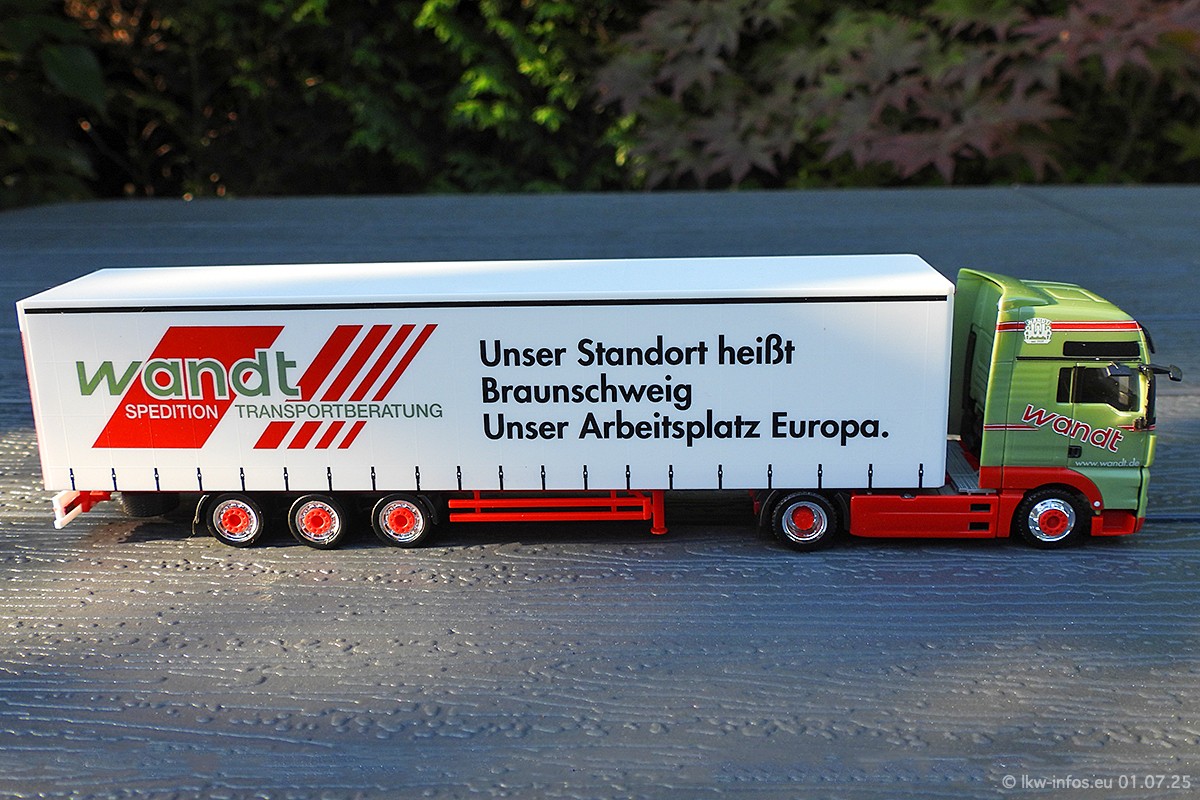 wandt
SPEDITION TRANSPORTBERATUNG
Unser Standort heißt
Braunschweig
Unser Arbeitsplatz Europa.
WANDT
wandt
www.wandt.de
© lkw-infos.eu 01.07.25